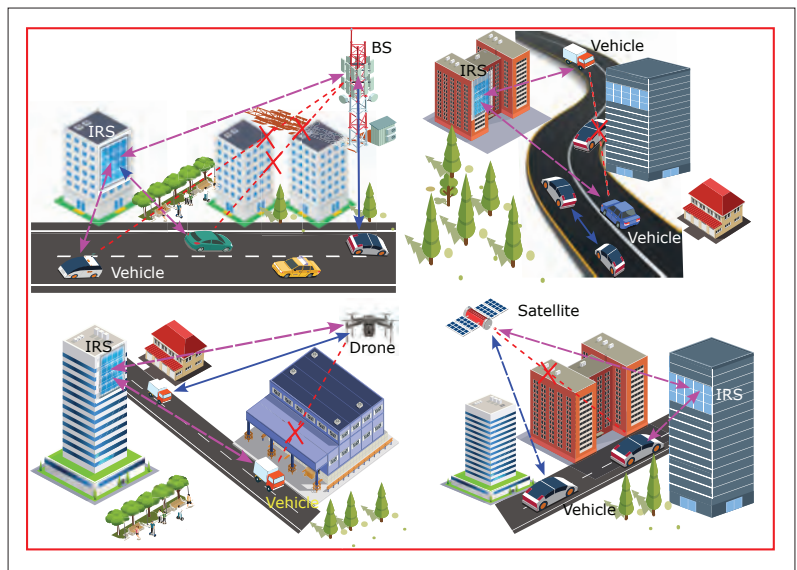 BS
IRS
Vehicle
Vehicle
IRS
Vehicle
IRS
Drone
Vehicle
Satellite
IRS
Vehicle